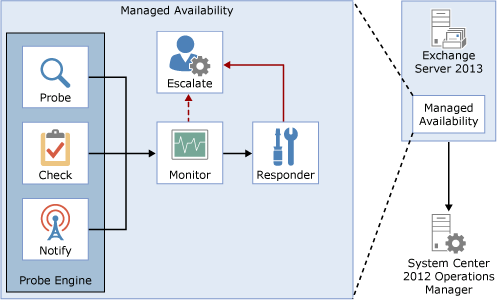 Managed Availability
Probe
Check
Notify
Probe Engine
Escalate
Monitor
Responder
Exchange
Server 2013
Managed
Availability
System Center
2012 Operations
Manager